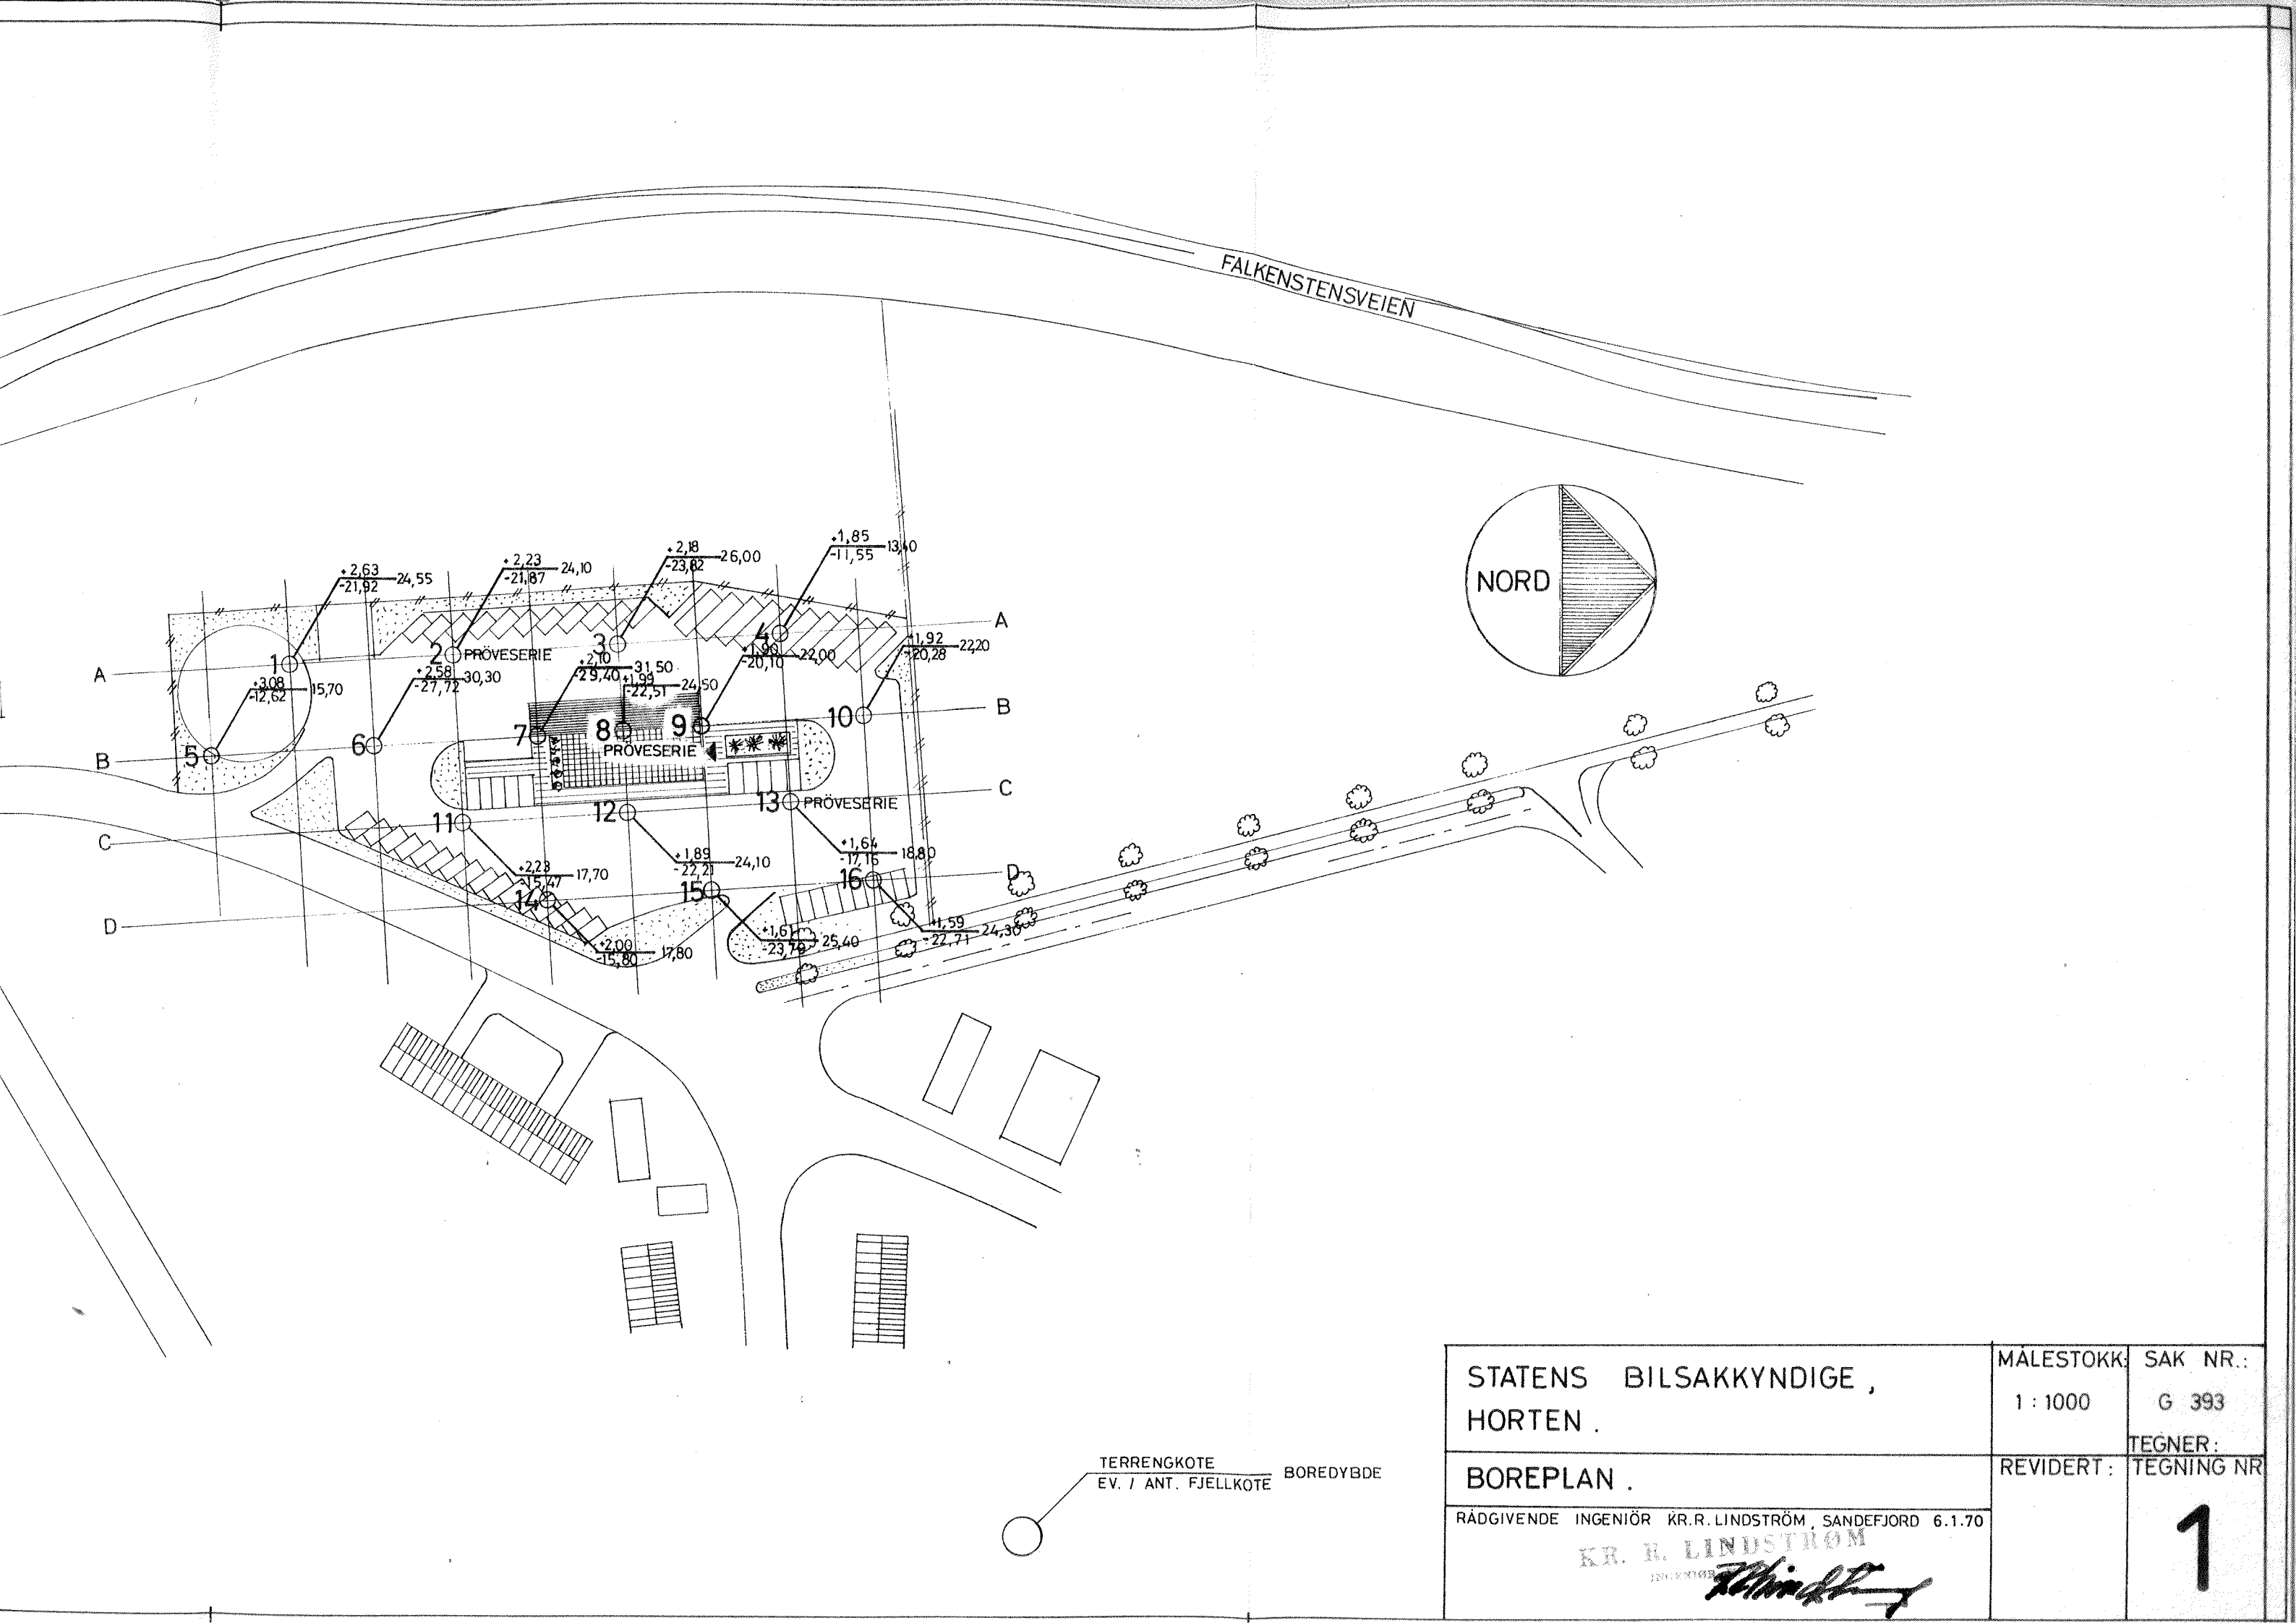 FALKENSTENSVEIEN
NORD
+1,85
-11,55 13,40
+2,18
-23,82 26,00
+2,23
-21,87 24,10
+2,63
-21,92 24,55
A
4
3
2 PRÖVESERIE
1
A
+1,92
-20,28 22,20
+1,90
-20,10 22,00
+2,10
-29,40 31,50
+1,99
-22,51 24,50
+2,58
-27,72 30,30
+3,08
-12,62 15,70
B
10
9
8
PRÖVESERIE
7
6
5
B
C
13 PRÖVESERIE
12
11
C
+1,64
-17,16 18,80
+1,89
-22,21 24,10
+2,23
-15,47 17,70
D
16
15
14
D
+1,59
-22,71 24,30
+1,61
-23,79 25,40
+2,00
-15,80 17,80
TERRENGKOTE
EV. / ANT. FJELLKOTE
BOREDYBDE
STATENS BILSAKKYNDIGE,
HORTEN.
MÅLESTOKK:
1 : 1000
SAK NR.:
G 393
TEGNER:
BOREPLAN.
REVIDERT:
TEGNING NR
1
RÅDGIVENDE INGENIÖR KR.R.LINDSTRÖM, SANDEFJORD 6.1.70
KR. R. LINDSTRØM